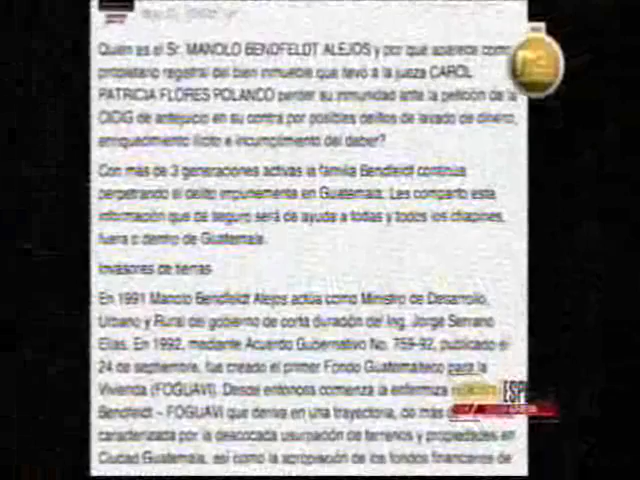 Quien es el Sr. MANOLO BENDFELDT ALEJOS y por qué aparece como
propietario registral del bien inmueble que llevó a la jueza CAROL
PATRICIA FLORES POLANCO perder su inmunidad ante la petición de la
CICIG de antejuicio en su contra por posibles delitos de lavado de dinero,
enriquecimiento ilícito e incumplimiento del deber?
Con más de 3 generaciones activas la familia Bendfeldt continúa
perpetrando el delito impunemente en Guatemala. Les comparto esta
información que de seguro será de ayuda a todas y todos los chapines,
fuera o dentro de Guatemala.
Invasores de tierras
En 1991 Manolo Bendfeldt Alejos actúa como Ministro de Desarrollo,
Urbano y Rural del gobierno de corta duración del Ing. Jorge Serrano
Elías. En 1992, mediante Acuerdo Gubernativo No. 759-92, publicado el
24 de septiembre, fue creado el primer Fondo Guatemalteco para la
Vivienda (FOGUAVI). Desde entonces comienza la enfermiza
Bendfeldt – FOGUAVI que deriva en una trayectoria, de más
caracterizada por la descocada usurpación de terrenos y propiedades en
Ciudad Guatemala, así como la apropiación de los fondos financieros de